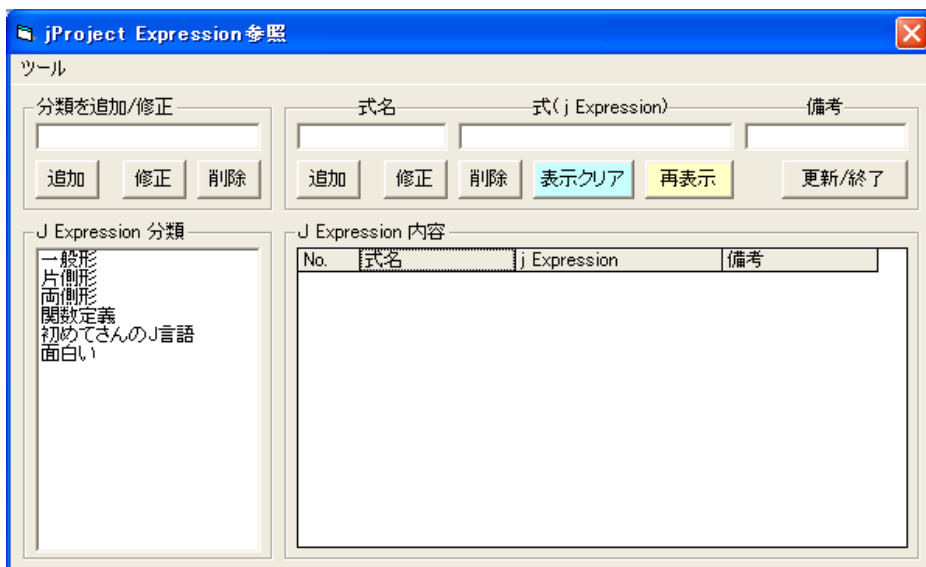 jProject Expression参照
ツール
分類を追加/修正
式名 式(j Expression) 備考
追加 修正 削除 追加 修正 削除 表示クリア 再表示 更新/終了
J Expression 分類
J Expression 内容
No. 式名 j Expression 備考
一般形
片側形
両側形
関数定義
初めてさんのJ言語
面白い